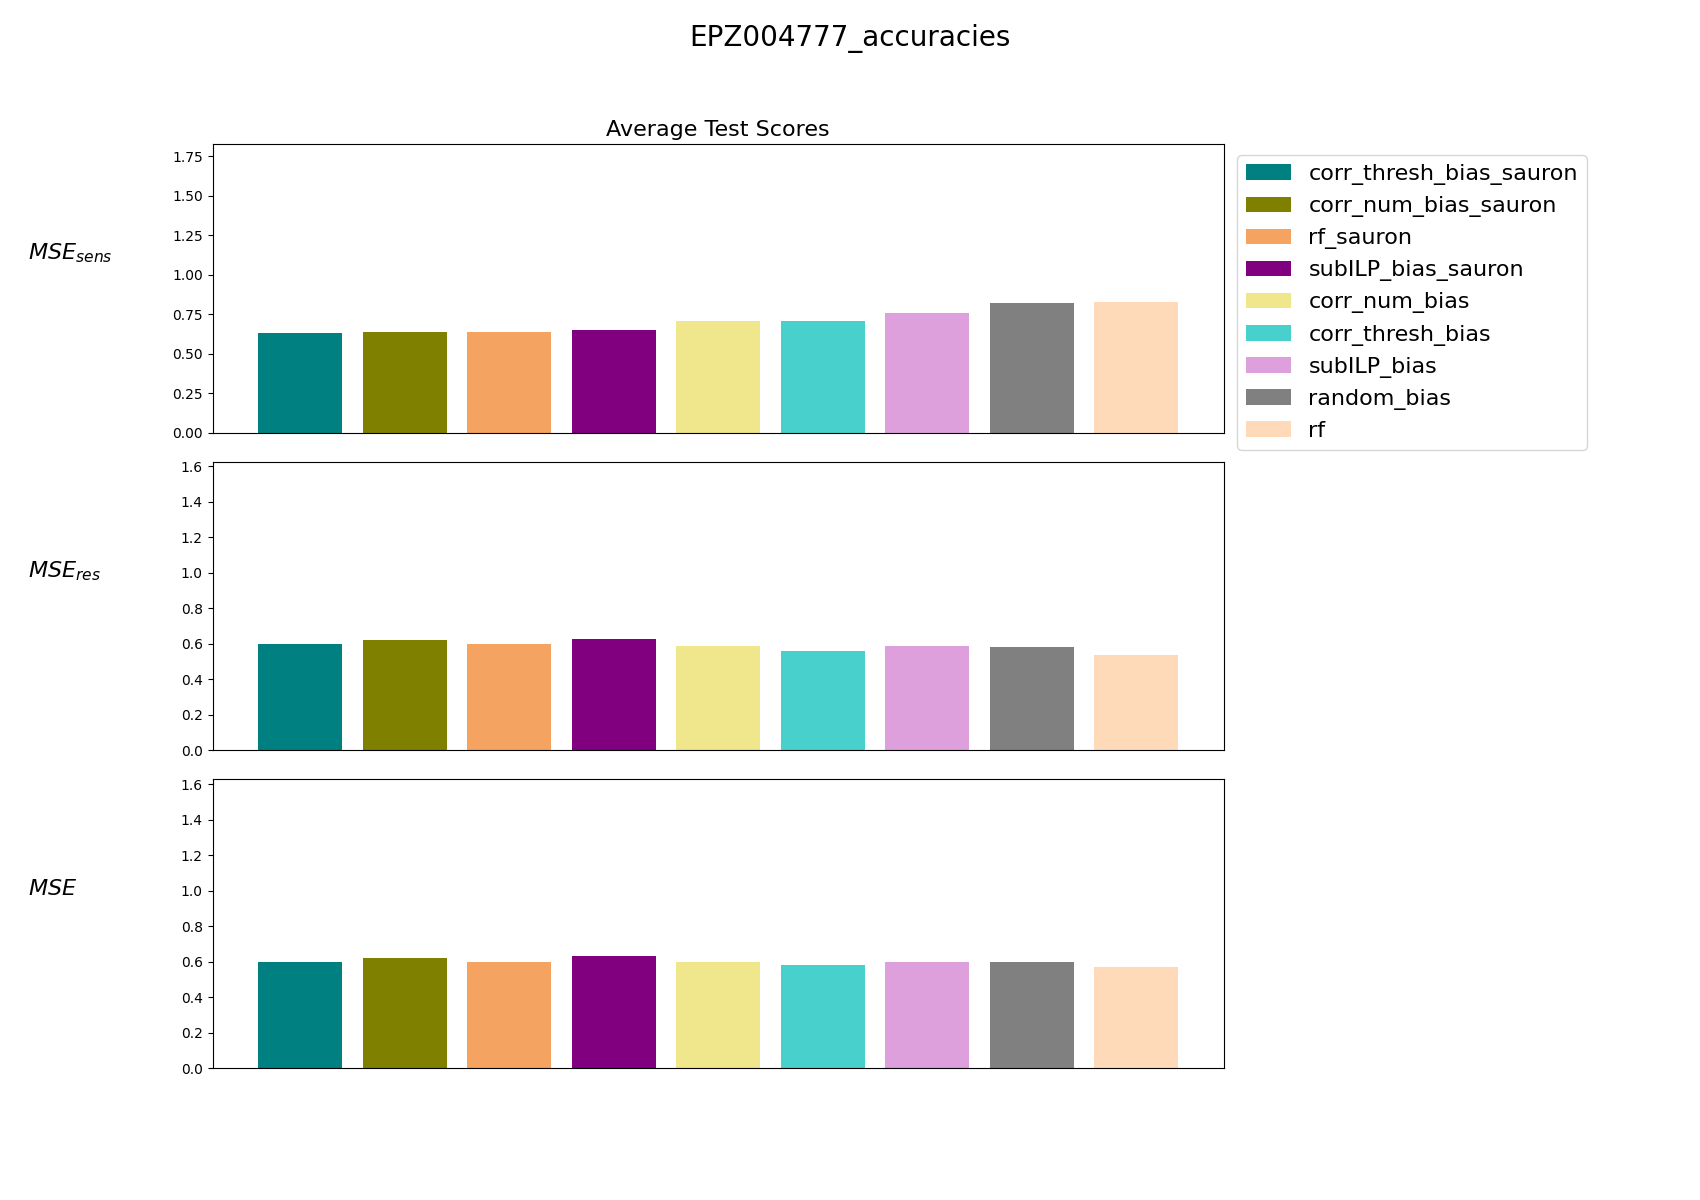 EPZ004777_accuracies
Average Test Scores
MSE_sens
1.75
1.50
1.25
1.00
0.75
0.50
0.25
0.00
corr_thresh_bias_sauron
corr_num_bias_sauron
rf_sauron
subILP_bias_sauron
corr_num_bias
corr_thresh_bias
subILP_bias
random_bias
rf
MSE_res
1.6
1.4
1.2
1.0
0.8
0.6
0.4
0.2
0.0
MSE
1.6
1.4
1.2
1.0
0.8
0.6
0.4
0.2
0.0